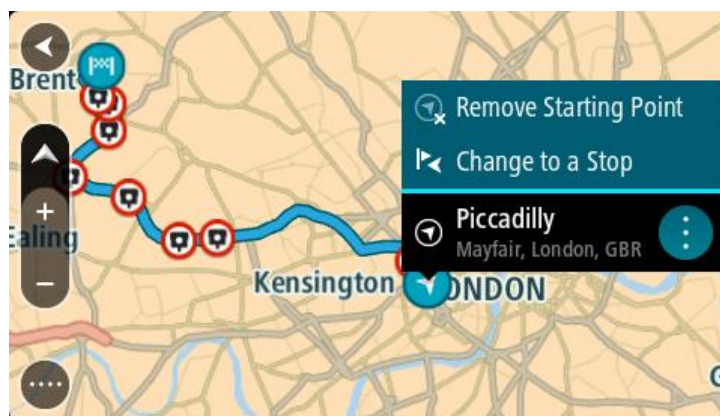 Brent
Remove Starting Point
Change to a Stop
Piccadilly
Mayfair, London, GBR
Ealing
Kensington
LONDON